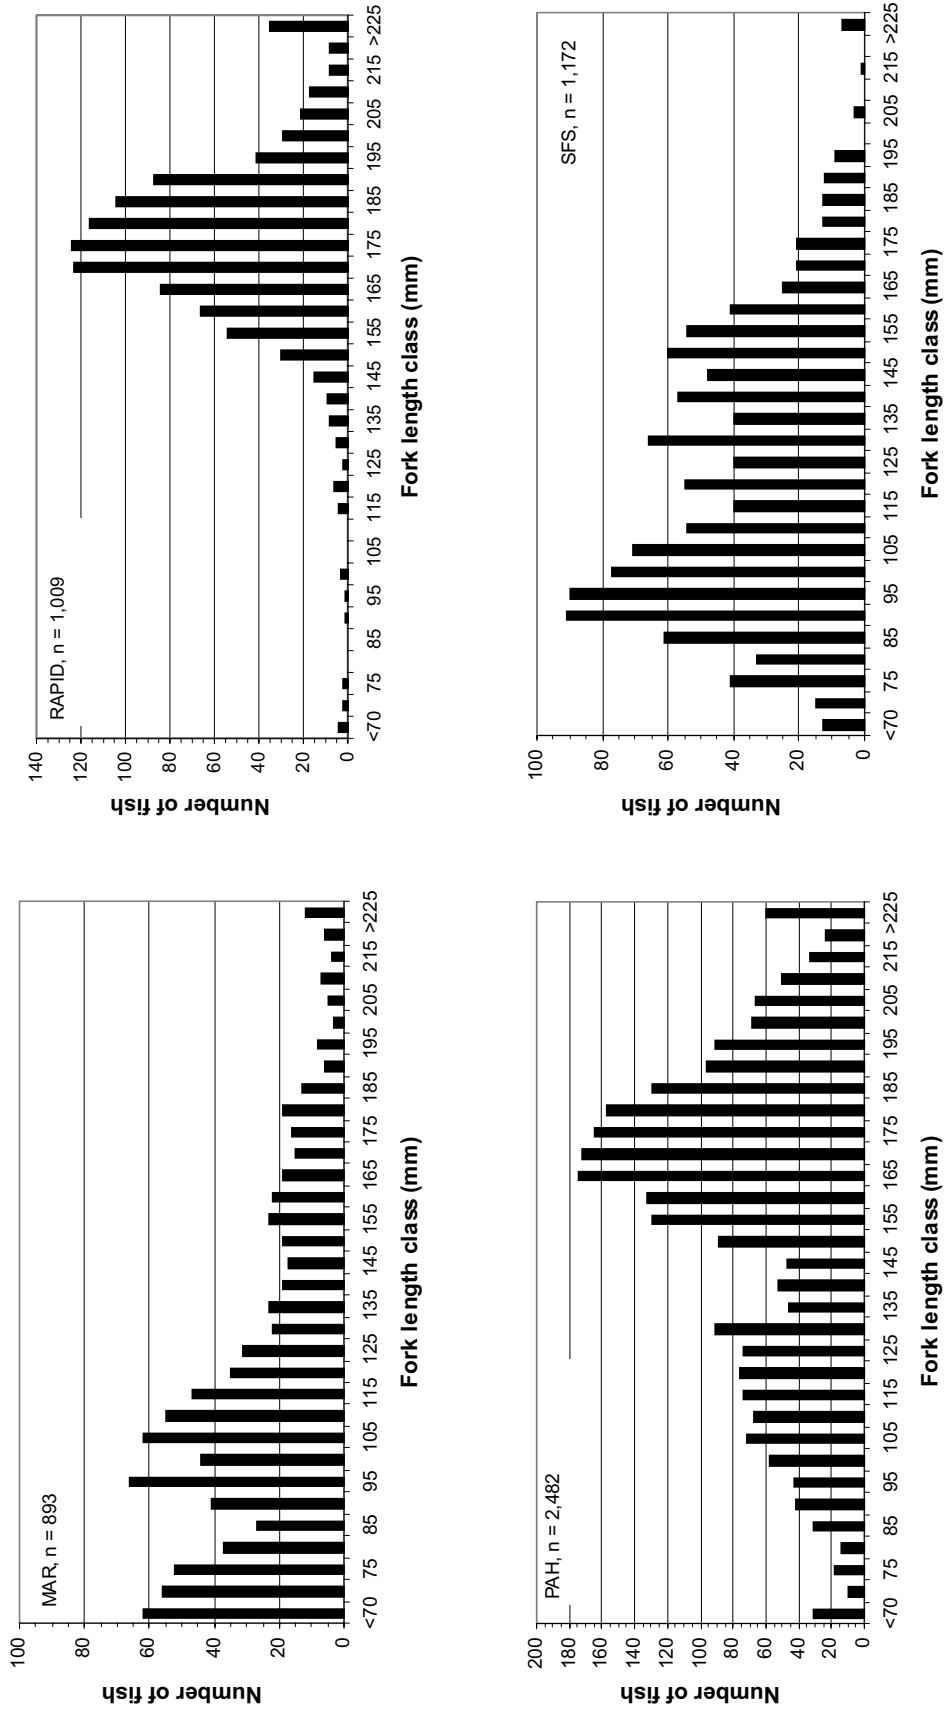 MAR, n = 893
Number of fish
100
80
60
40
20
0
<70 75 85 95 105 115 125 135 145 155 165 175 185 195 205 215 >225
Fork length class (mm)
RAPID, n = 1,009
Number of fish
140
120
100
80
60
40
20
0
<70 75 85 95 105 115 125 135 145 155 165 175 185 195 205 215 >225
Fork length class (mm)
PAH, n = 2,482
Number of fish
200
180
160
140
120
100
80
60
40
20
0
<70 75 85 95 105 115 125 135 145 155 165 175 185 195 205 215 >225
Fork length class (mm)
SFS, n = 1,172
Number of fish
100
80
60
40
20
0
<70 75 85 95 105 115 125 135 145 155 165 175 185 195 205 215 >225
Fork length class (mm)